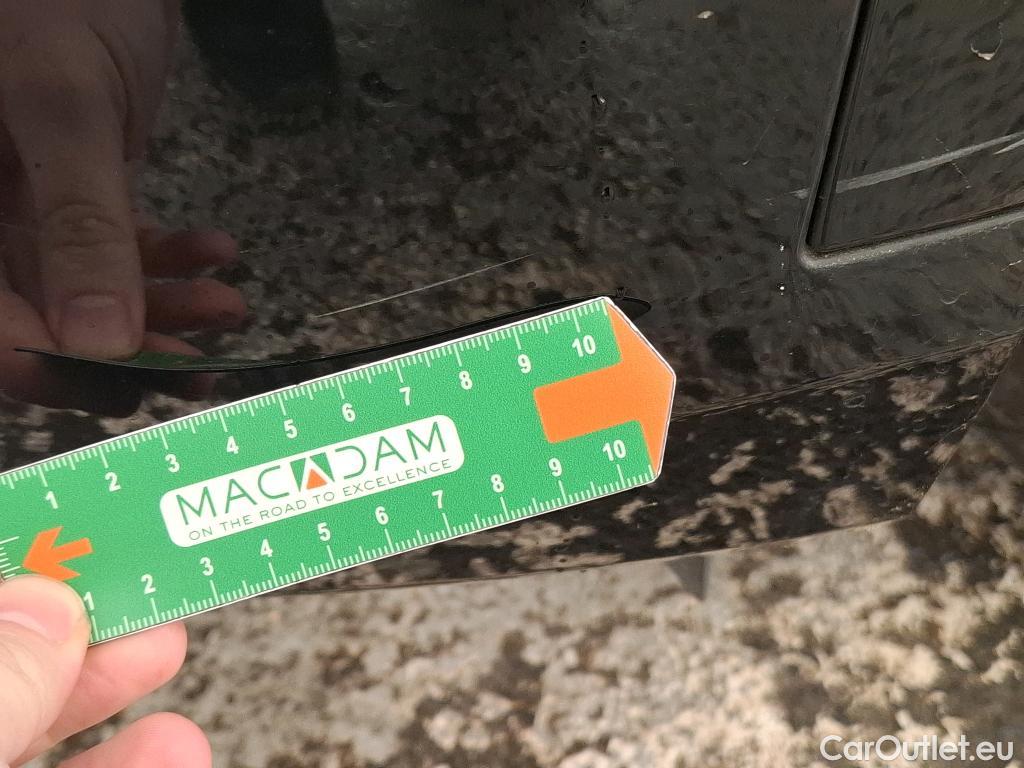 1 2 3 4 5 6 7 8 9 10
MACADAM
ON THE ROAD TO EXCELLENCE
1 2 3 4 5 6 7 8 9 10
CarOutlet.eu